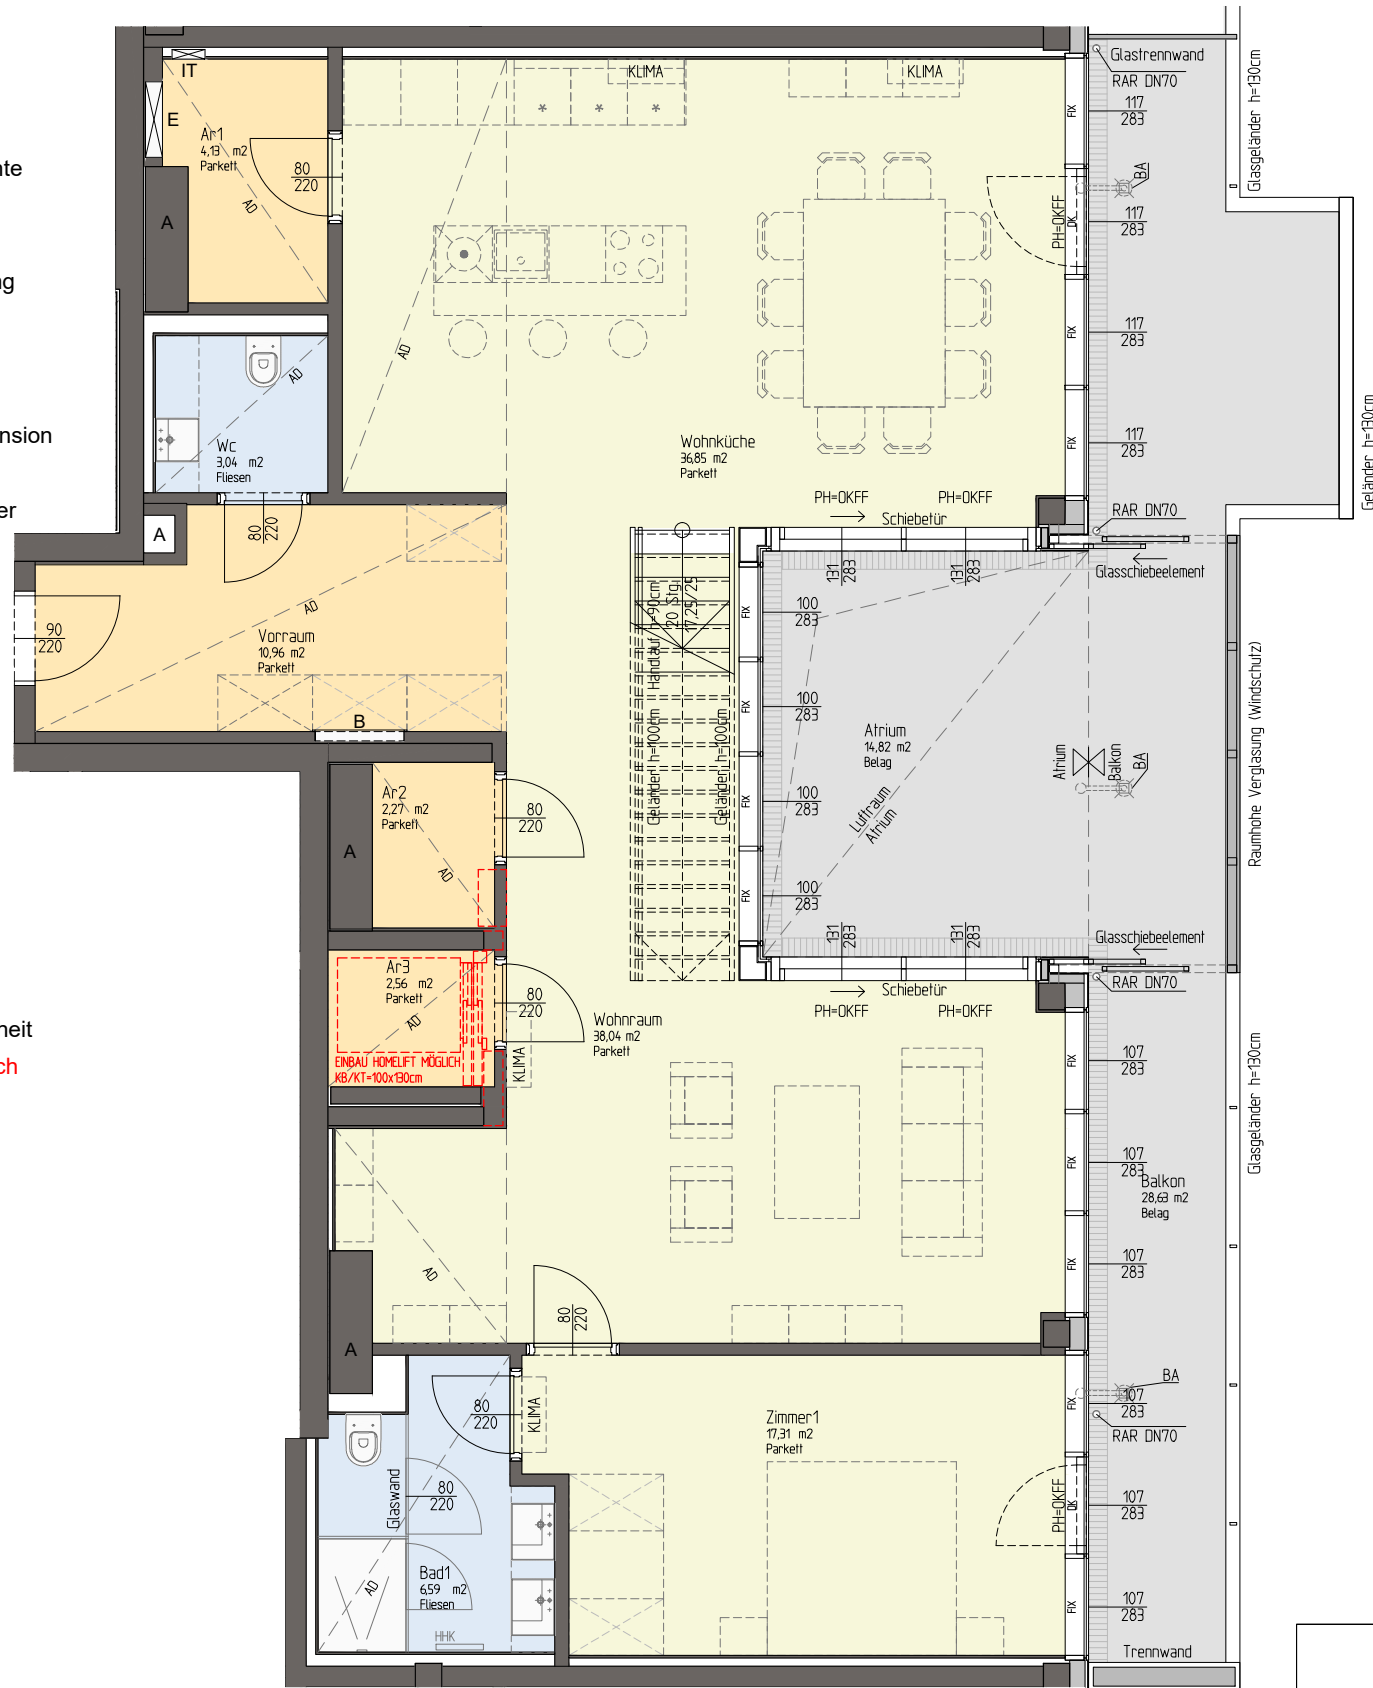 IT
E
Ar1
4,13 m2
Parkett
80
220
AD
A
KLIMA
KLIMA
* * *
Glastrennwand
RAR DN70
FIX
117
283
Glasgeländer h=130cm
BA
PH=OKFF
DK
117
283
FIX
117
283
FIX
117
283
Geländer h=130cm
nte
ng
nsion
er
AD
Wc
3,04 m2
Fliesen
AD
80
220
A
Wohnküche
36,85 m2
Parkett
PH=OKFF
PH=OKFF
Schiebetür
RAR DN70
Glasschiebeelement
131
283
131
283
90
220
Vorraum
10,96 m2
Parkett
AD
B
20 Stg.
17,25/25
Handlauf h=90cm
Geländer h=100cm
Geländer h=100cm
FIX
100
283
FIX
100
283
FIX
100
283
FIX
100
283
Atrium
14,82 m2
Belag
Luftraum
Atrium
Atrium
Balkon
BA
Raumhohe Verglasung (Windschutz)
Ar2
2,27 m2
Parkett
A
AD
80
220
131
283
131
283
Glasschiebeelement
RAR DN70
Schiebetür
PH=OKFF
PH=OKFF
Ar3
2,56 m2
Parkett
AD
80
220
EINBAU HOMELIFT MÖGLICH
KB/KT=100x130cm
KLIMA
heit
ch
Wohnraum
38,04 m2
Parkett
FIX
107
283
FIX
107
283
FIX
107
283
Glasgeländer h=130cm
Balkon
28,63 m2
Belag
AD
A
80
220
80
220
KLIMA
Zimmer1
17,31 m2
Parkett
BA
FIX
107
283
RAR DN70
PH=OKFF
DK
107
283
FIX
107
283
Glaswand
80
220
Bad1
6,59 m2
Fliesen
AD
HHK
Trennwand